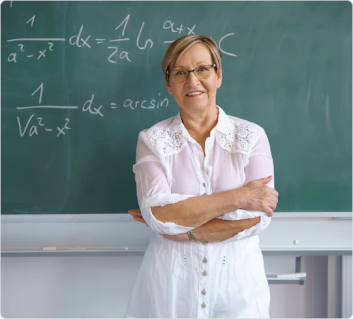 1/(a²-x²) dx = 1/(2a) ln a+x + C
1/√(a²-x²) dx = arcsin